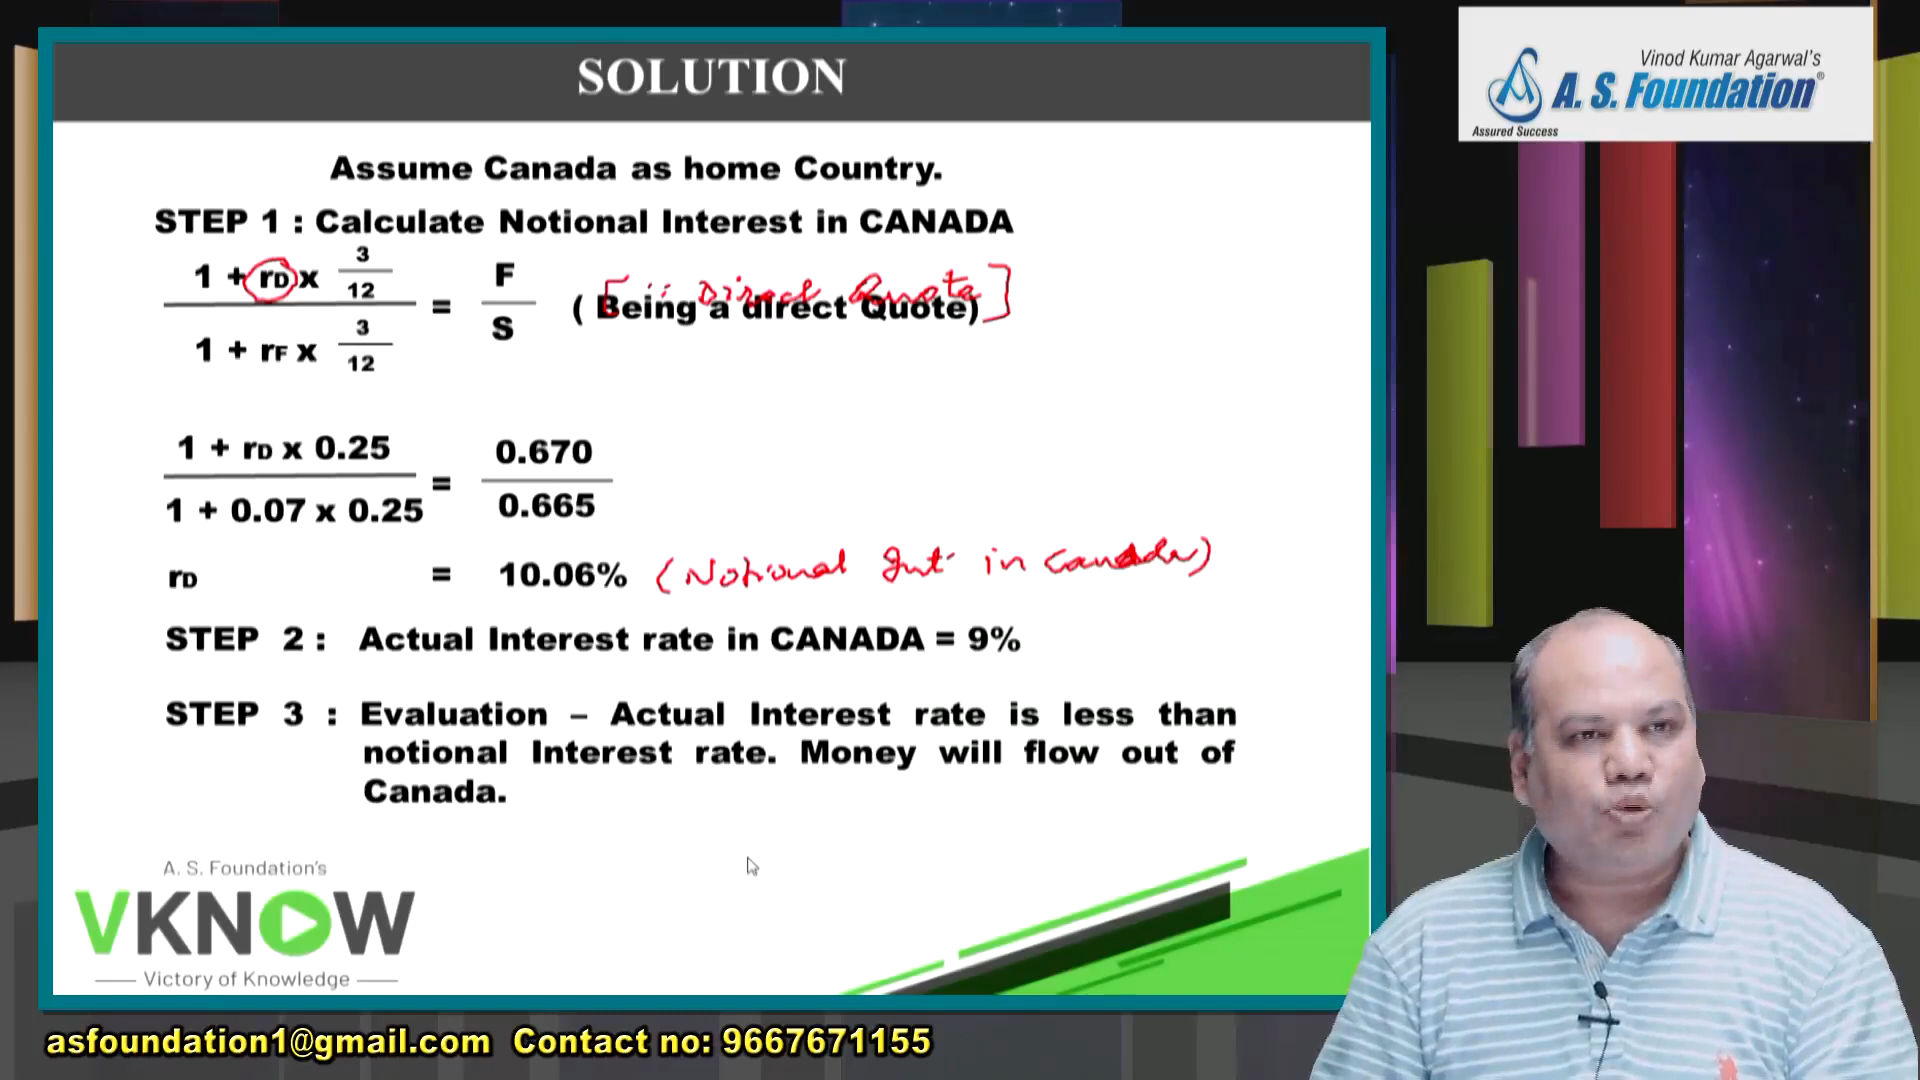 SOLUTION
Vinod Kumar Agarwal's
A. S. Foundation®
Assured Success
Assume Canada as home Country.
STEP 1 : Calculate Notional Interest in CANADA
1 + rD x 3/12
1 + rF x 3/12
= F/S
( Being a direct Quote)
[ ∵ Direct Quote ]
1 + rD x 0.25
1 + 0.07 x 0.25
= 0.670
0.665
rD = 10.06% (Notional Int. in Canada)
STEP 2 : Actual Interest rate in CANADA = 9%
STEP 3 : Evaluation – Actual Interest rate is less than
notional Interest rate. Money will flow out of
Canada.
A. S. Foundation's
VKNOW
Victory of Knowledge
asfoundation1@gmail.com Contact no: 9667671155